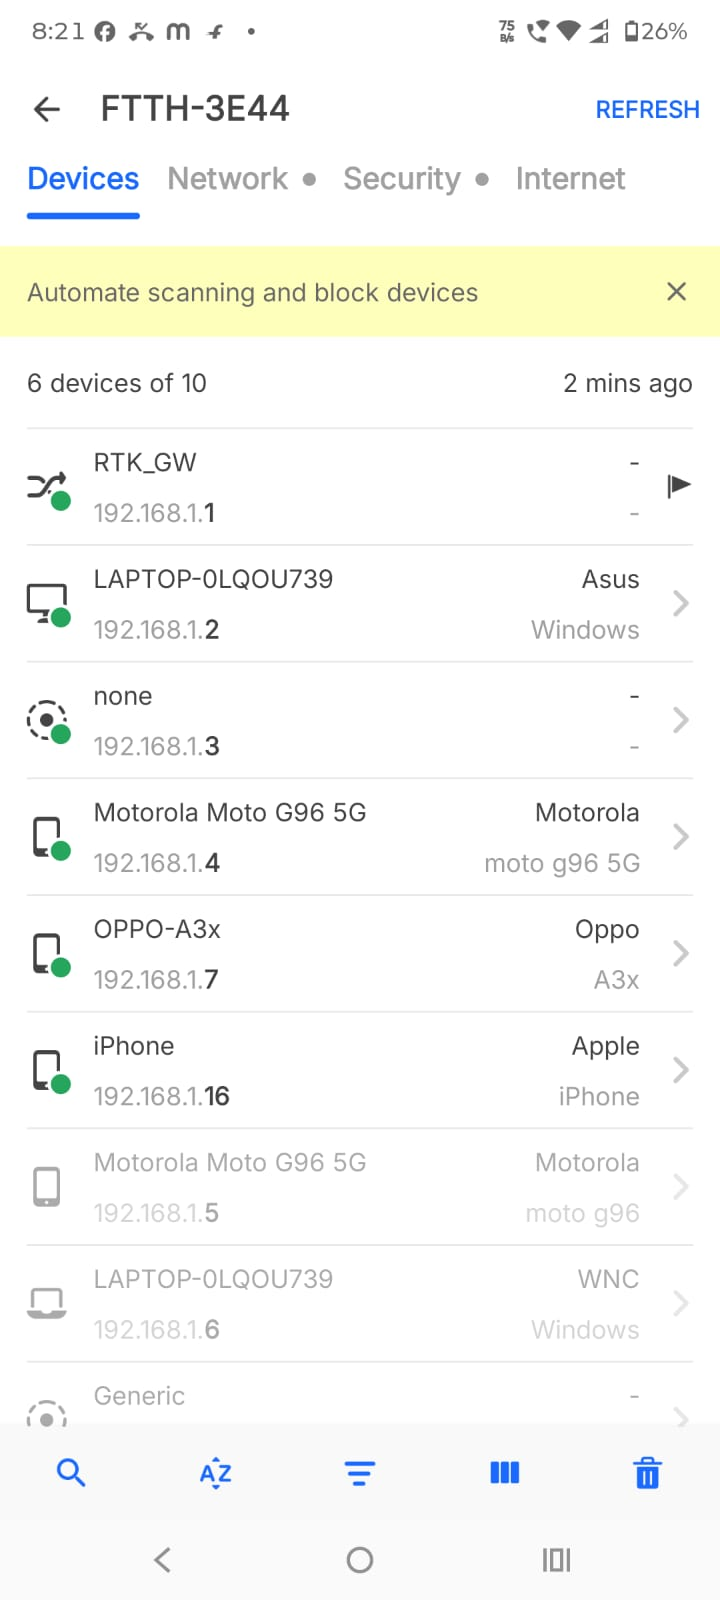 8:21
75 B/s
26%
FTTH-3E44
REFRESH
Devices Network Security Internet
Automate scanning and block devices
6 devices of 10
2 mins ago
RTK_GW -
192.168.1.1 -
LAPTOP-0LQOU739 Asus
192.168.1.2 Windows
none -
192.168.1.3 -
Motorola Moto G96 5G Motorola
192.168.1.4 moto g96 5G
OPPO-A3x Oppo
192.168.1.7 A3x
iPhone Apple
192.168.1.16 iPhone
Motorola Moto G96 5G Motorola
192.168.1.5 moto g96
LAPTOP-0LQOU739 WNC
192.168.1.6 Windows
Generic -
AZ